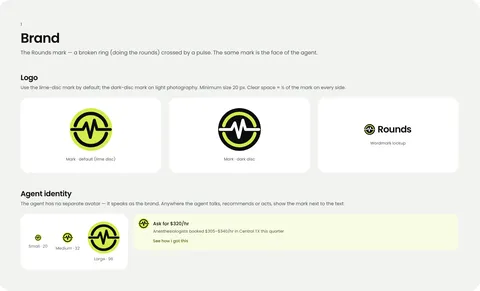 1
Brand
The Rounds mark — a broken ring (doing the rounds) crossed by a pulse. The same mark is the face of the agent.
Logo
Use the lime-disc mark by default; the dark-disc mark on light photography. Minimum size 20 px. Clear space = ¼ of the mark on every side.
Mark · default (lime disc)
Mark · dark disc
Rounds
Wordmark lockup
Agent identity
The agent has no separate avatar — it speaks as the brand. Anywhere the agent talks, recommends or acts, show the mark next to the text
Small · 20
Medium · 32
Large ·
Ask for $320/hr
Anesthesiologist booked $305–$340/hr in Central TX this quarter
See how I got this